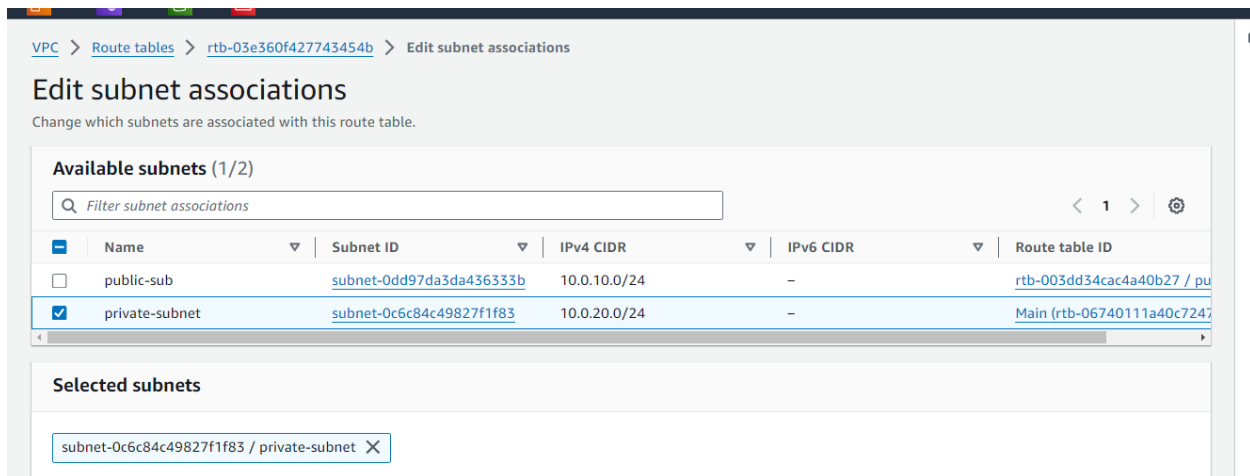 VPC > Route tables > rtb-03e360f427743454b > Edit subnet associations
Edit subnet associations
Change which subnets are associated with this route table.
Available subnets (1/2)
Filter subnet associations
< 1 >
Name Subnet ID IPv4 CIDR IPv6 CIDR Route table ID
public-sub subnet-0dd97da3da436333b 10.0.10.0/24 – rtb-003dd34cac4a40b27 / pu
private-subnet subnet-0c6c84c49827f1f83 10.0.20.0/24 – Main (rtb-06740111a40c7247
Selected subnets
subnet-0c6c84c49827f1f83 / private-subnet X